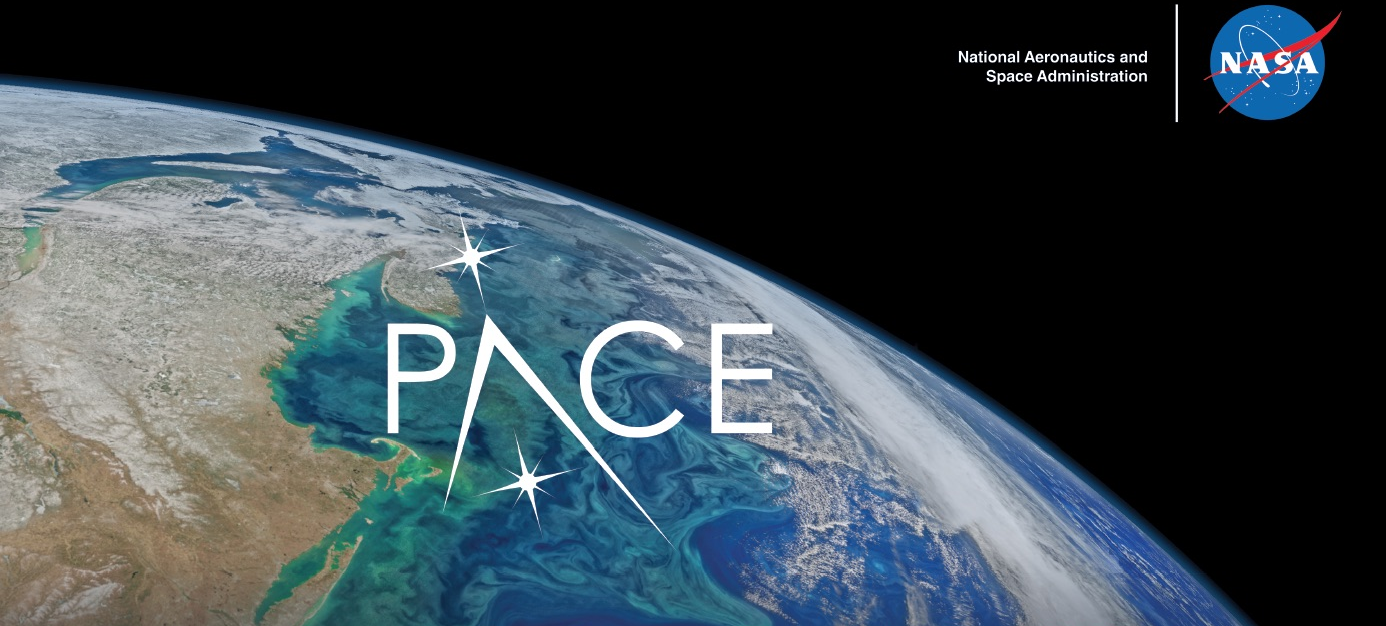 National Aeronautics and
Space Administration
NASA
PACE